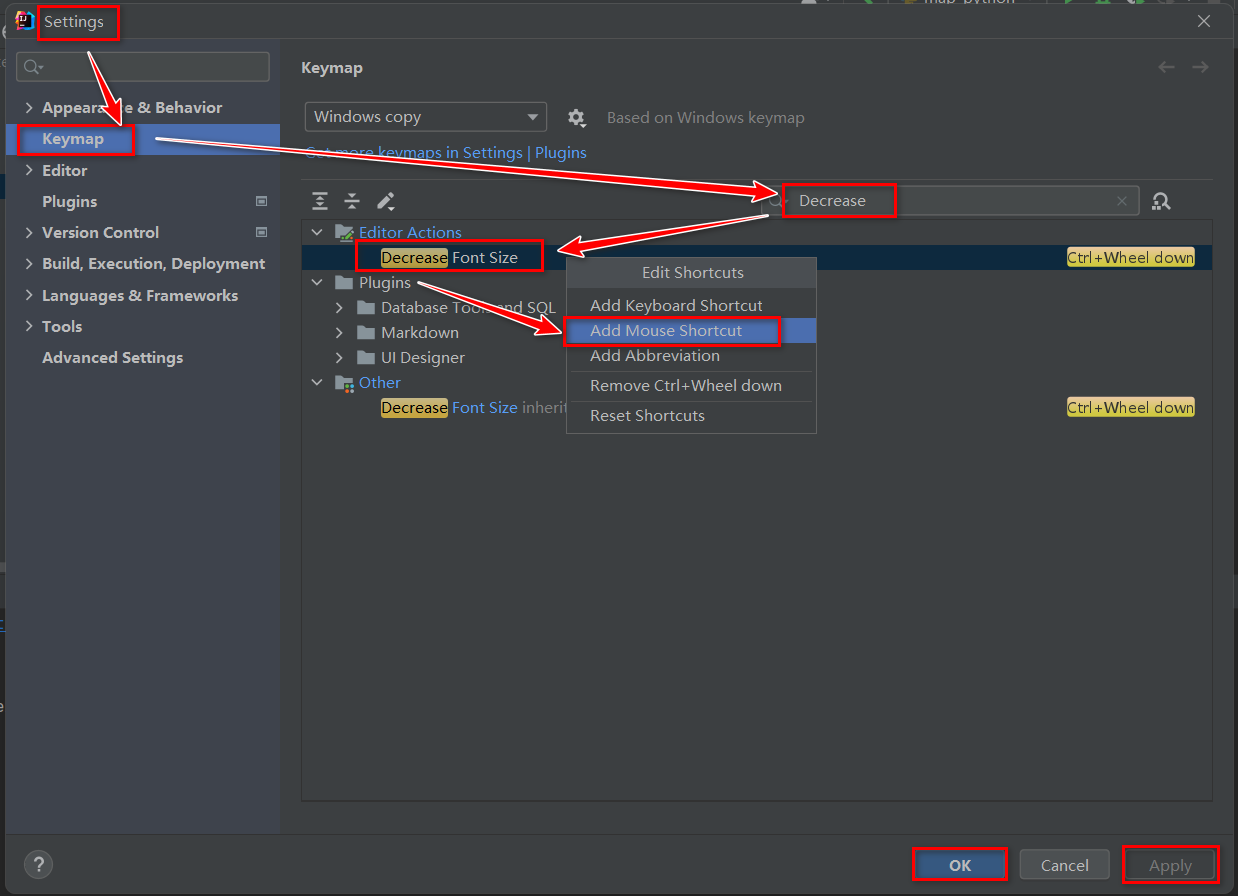 Settings
Keymap
Appearance & Behavior
Windows copy
Based on Windows keymap
Keymap
Get more keymaps in Settings | Plugins
Editor
Plugins
Decrease
Version Control
Editor Actions
Decrease Font Size
Ctrl+Wheel down
Build, Execution, Deployment
Edit Shortcuts
Plugins
Languages & Frameworks
Database Tools and SQL
Add Keyboard Shortcut
Tools
Markdown
Add Mouse Shortcut
Advanced Settings
UI Designer
Add Abbreviation
Other
Remove Ctrl+Wheel down
Decrease Font Size inherit
Ctrl+Wheel down
Reset Shortcuts
?
OK
Cancel
Apply